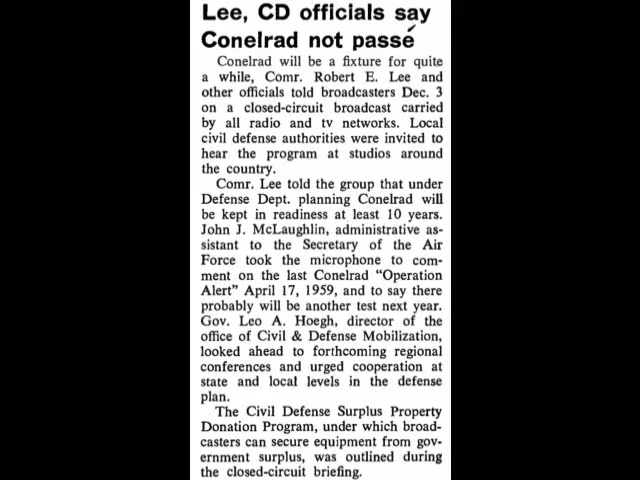 Lee, CD officials say
Conelrad not passé
Conelrad will be a fixture for quite
a while, Comr. Robert E. Lee and
other officials told broadcasters Dec. 3
on a closed-circuit broadcast carried
by all radio and tv networks. Local
civil defense authorities were invited to
hear the program at studios around
the country.
Comr. Lee told the group that under
Defense Dept. planning Conelrad will
be kept in readiness at least 10 years.
John J. McLaughlin, administrative as-
sistant to the Secretary of the Air
Force took the microphone to com-
ment on the last Conelrad “Operation
Alert” April 17, 1959, and to say there
probably will be another test next year.
Gov. Leo A. Hoegh, director of the
office of Civil & Defense Mobilization,
looked ahead to forthcoming regional
conferences and urged cooperation at
state and local levels in the defense
plan.
The Civil Defense Surplus Property
Donation Program, under which broad-
casters can secure equipment from gov-
ernment surplus, was outlined during
the closed-circuit briefing.